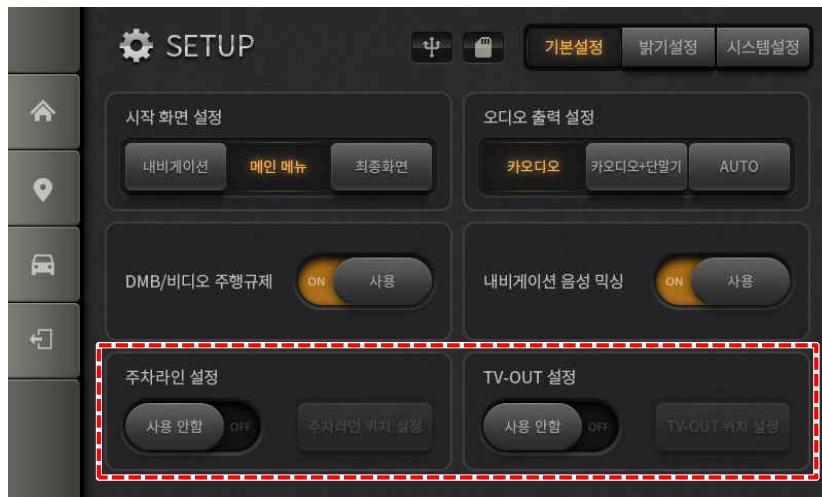 SETUP
기본설정 밝기설정 시스템설정
시작 화면 설정
내비게이션 메인 메뉴 최종화면
오디오 출력 설정
카오디오 카오디오+단말기 AUTO
DMB/비디오 주행규제 ON 사용
내비게이션 음성 믹싱 ON 사용
주차라인 설정
사용 안함 OFF 주차라인 위치 설정
TV-OUT 설정
사용 안함 OFF TV-OUT 위치 설정